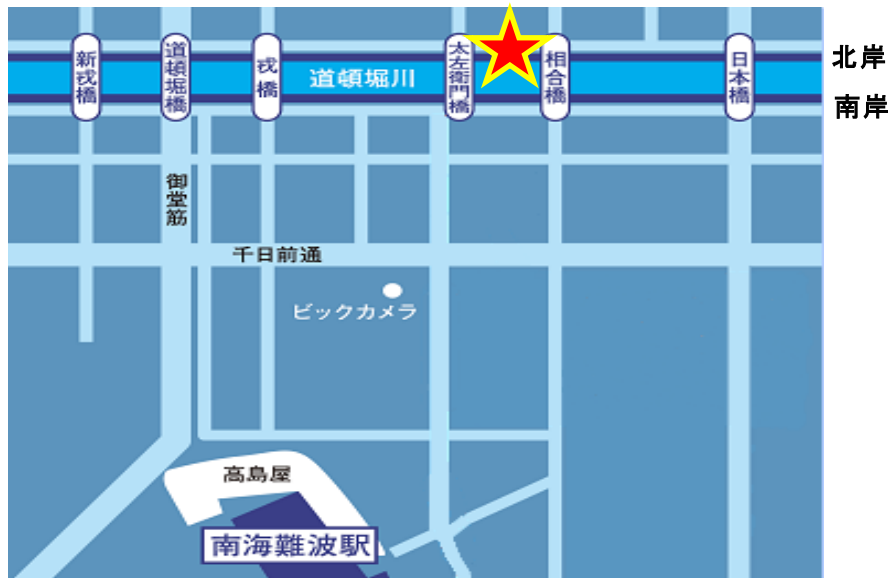 新戎橋
道頓堀橋
戎橋
道頓堀川
太左衛門橋
相合橋
日本橋
北岸
南岸
御堂筋
千日前通
ビックカメラ
高島屋
南海難波駅